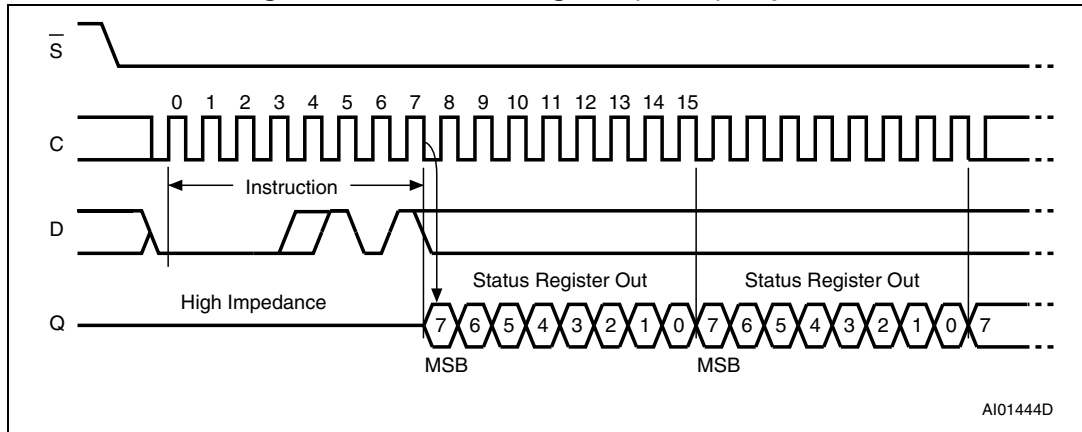 S
0 1 2 3 4 5 6 7 8 9 10 11 12 13 14 15
C
Instruction
D
Status Register Out Status Register Out
High Impedance
Q 7 6 5 4 3 2 1 0 7 6 5 4 3 2 1 0 7
MSB MSB
AI01444D